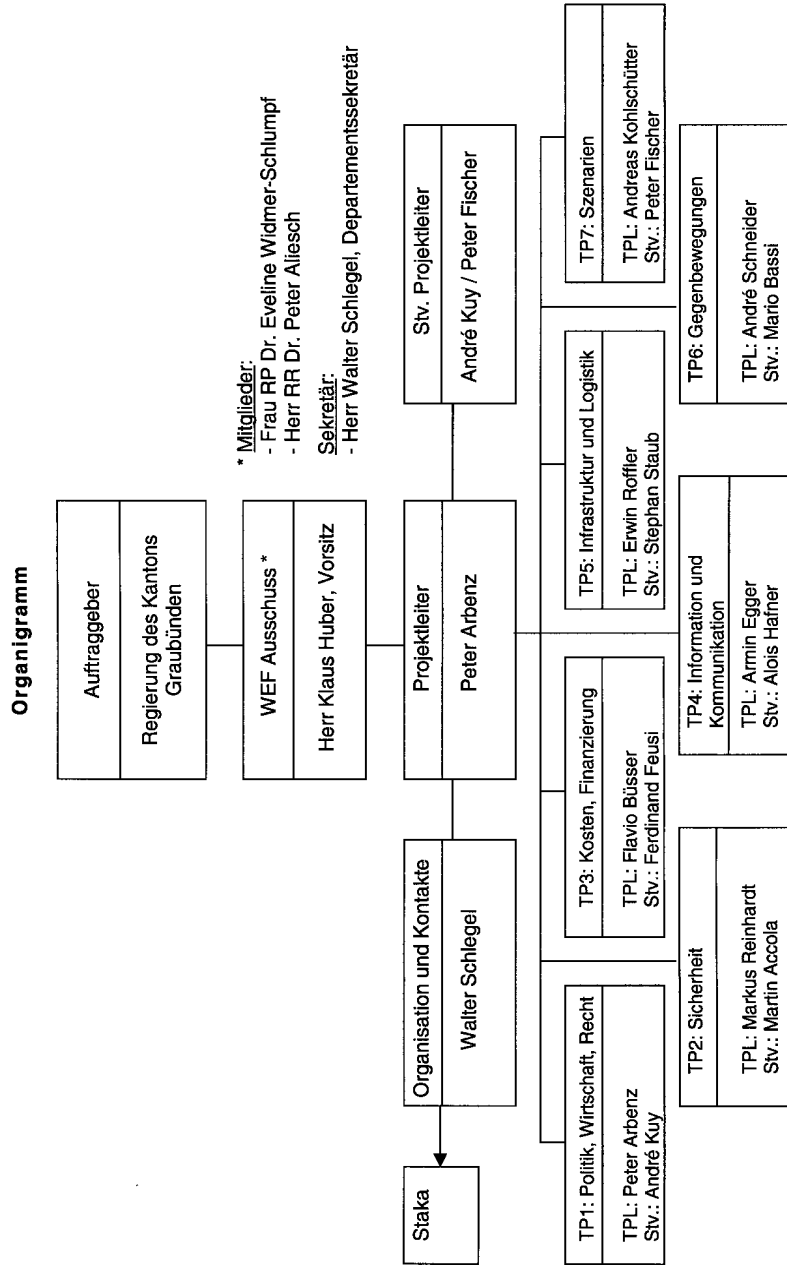 Organigramm
Auftraggeber
Regierung des Kantons
Graubünden
WEF Ausschuss *
Herr Klaus Huber, Vorsitz
* Mitglieder:
- Frau RP Dr. Eveline Widmer-Schlumpf
- Herr RR Dr. Peter Aliesch
Sekretär:
- Herr Walter Schlegel, Departementssekretär
Staka
Organisation und Kontakte
Walter Schlegel
Projektleiter
Peter Arbenz
Stv. Projektleiter
André Kuy / Peter Fischer
TP1: Politik, Wirtschaft, Recht
TPL: Peter Arbenz
Stv.: André Kuy
TP3: Kosten, Finanzierung
TPL: Flavio Büsser
Stv.: Ferdinand Feusi
TP5: Infrastruktur und Logistik
TPL: Erwin Roffler
Stv.: Stephan Staub
TP7: Szenarien
TPL: Andreas Kohlschütter
Stv.: Peter Fischer
TP2: Sicherheit
TPL: Markus Reinhardt
Stv.: Martin Accola
TP4: Information und
Kommunikation
TPL: Armin Egger
Stv.: Alois Hafner
TP6: Gegenbewegungen
TPL: André Schneider
Stv.: Mario Bassi